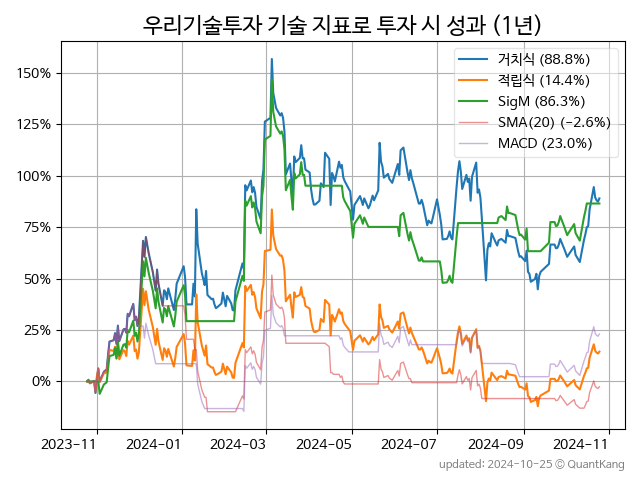 우리기술투자 기술 지표로 투자 시 성과 (1년)
거치식 (88.8%)
적립식 (14.4%)
SigM (86.3%)
SMA(20) (-2.6%)
MACD (23.0%)
150%
125%
100%
75%
50%
25%
0%
2023-11 2024-01 2024-03 2024-05 2024-07 2024-09 2024-11
updated: 2024-10-25 © QuantKang